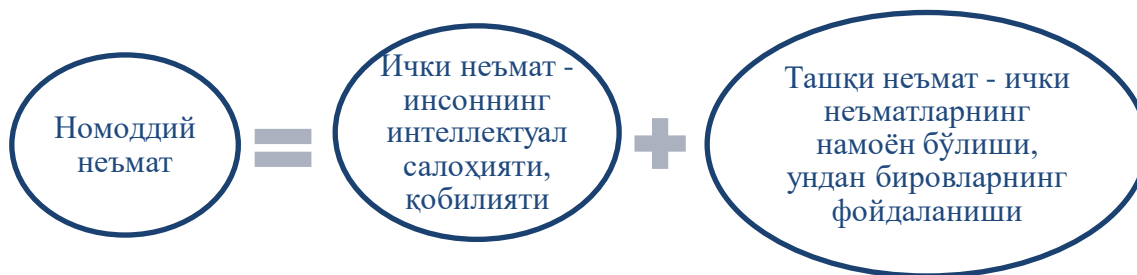 Номоддий
неъмат
Ички неъмат -
инсоннинг
интеллектуал
салоҳияти,
қобилияти
Ташқи неъмат - ички
неъматларнинг
намоён бўлиши,
ундан бировларнинг
фойдаланиши